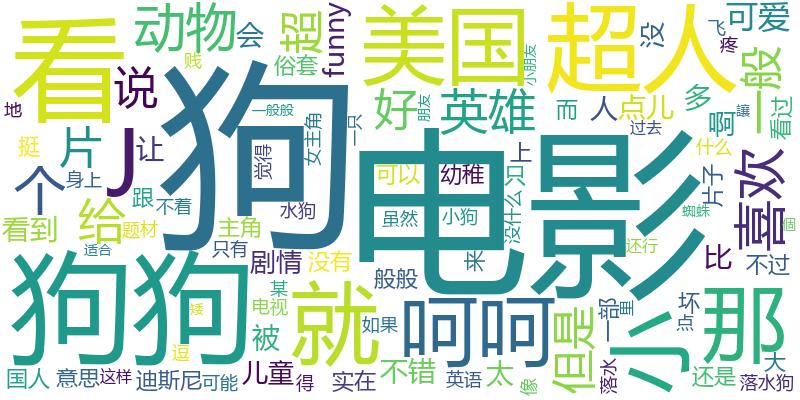 动物
会
超
俗套
funny
美国
超人
没
飞
疼
可爱
看
说
贱
一般般
狗
朋友
小朋友
一般
地
挺
片
J
让
觉得
女主角
一只
好
英雄
而
人
点儿
多
啊
让
看过
过去
什么
个
身上
跟
不着
给
看到
题材
主角
水狗
电影
可以
幼稚
虽然
小狗
上
只
没什么
来
还行
片子
蜘蛛
喜欢
個
比
不过
适合
只有
剧情
没有
般般
狗狗
矮
某
电视
逗
被
就
如果
呵呵
但是
一部
里
小
坏
点
那
国人
意思
这样
迪斯尼
可能
儿童
得
实在
不错
英语
太
像
落水
还是
大
落水狗